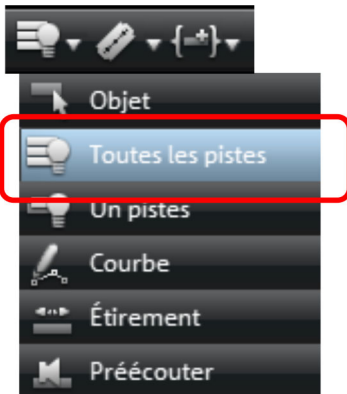 Objet
Toutes les pistes
Un pistes
Courbe
Étirement
Préécouter